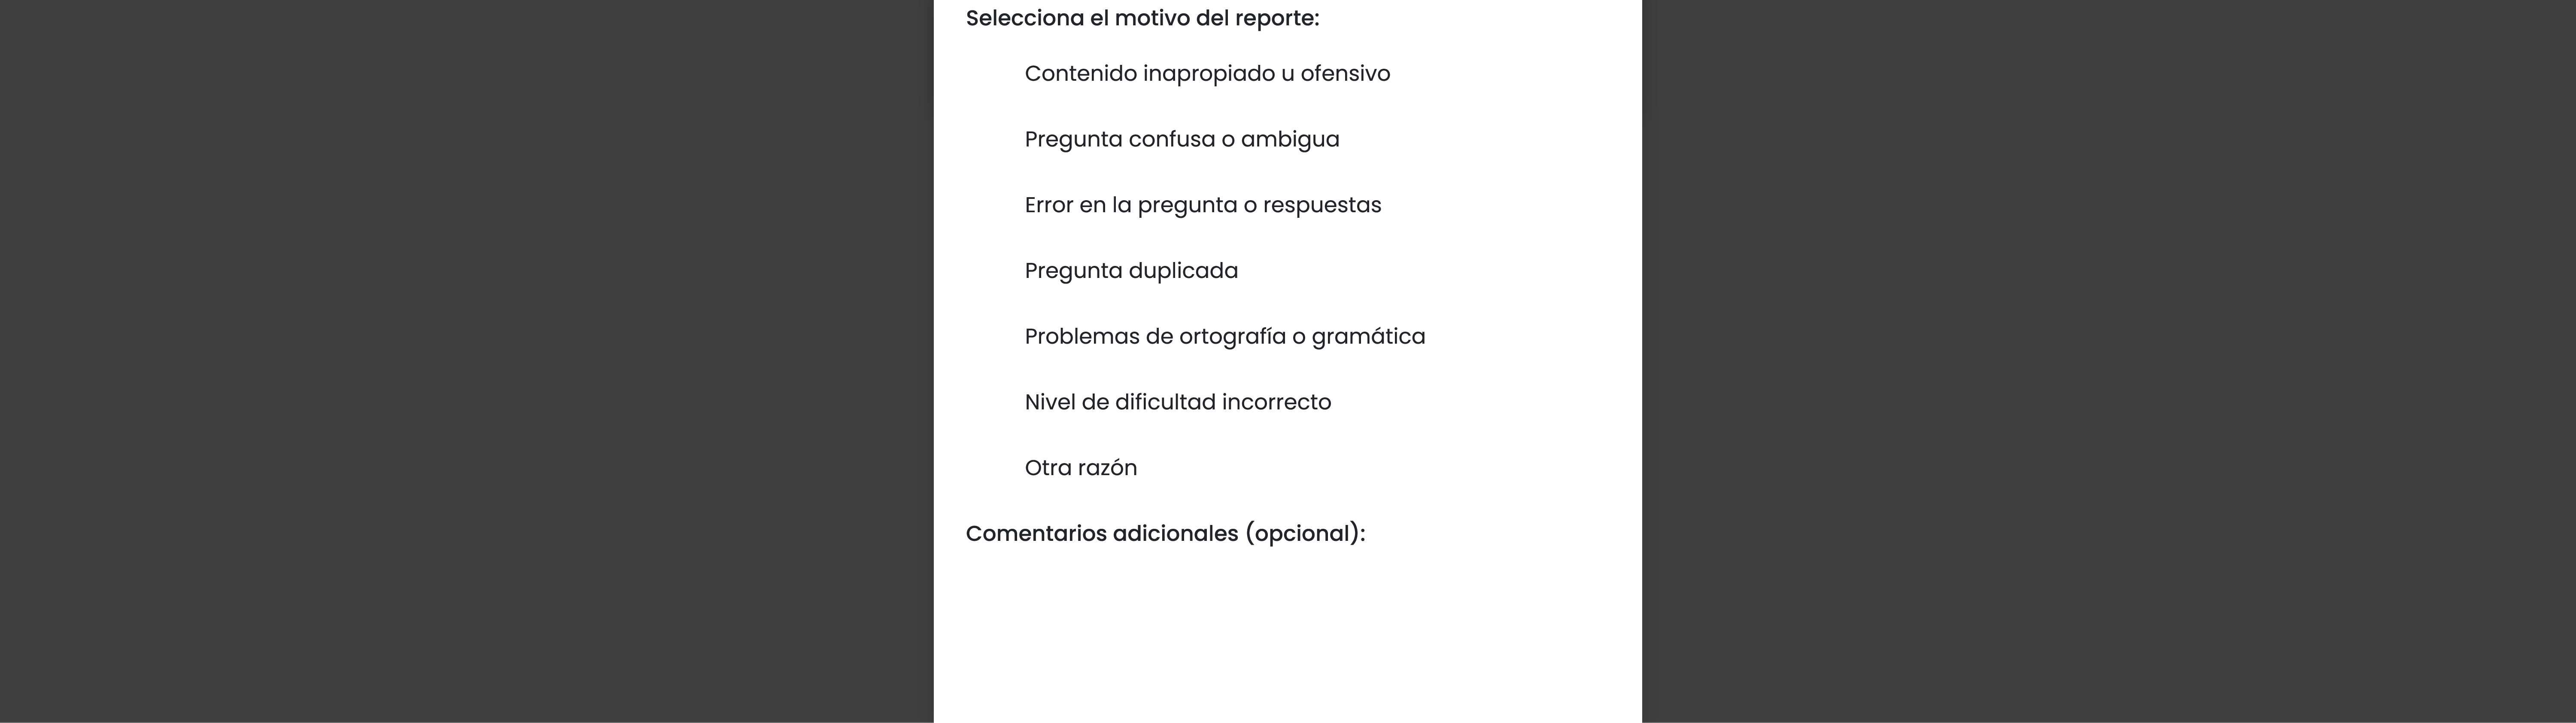 Selecciona el motivo del reporte:
Contenido inapropiado u ofensivo
Pregunta confusa o ambigua
Error en la pregunta o respuestas
Pregunta duplicada
Problemas de ortografía o gramática
Nivel de dificultad incorrecto
Otra razón
Comentarios adicionales (opcional):